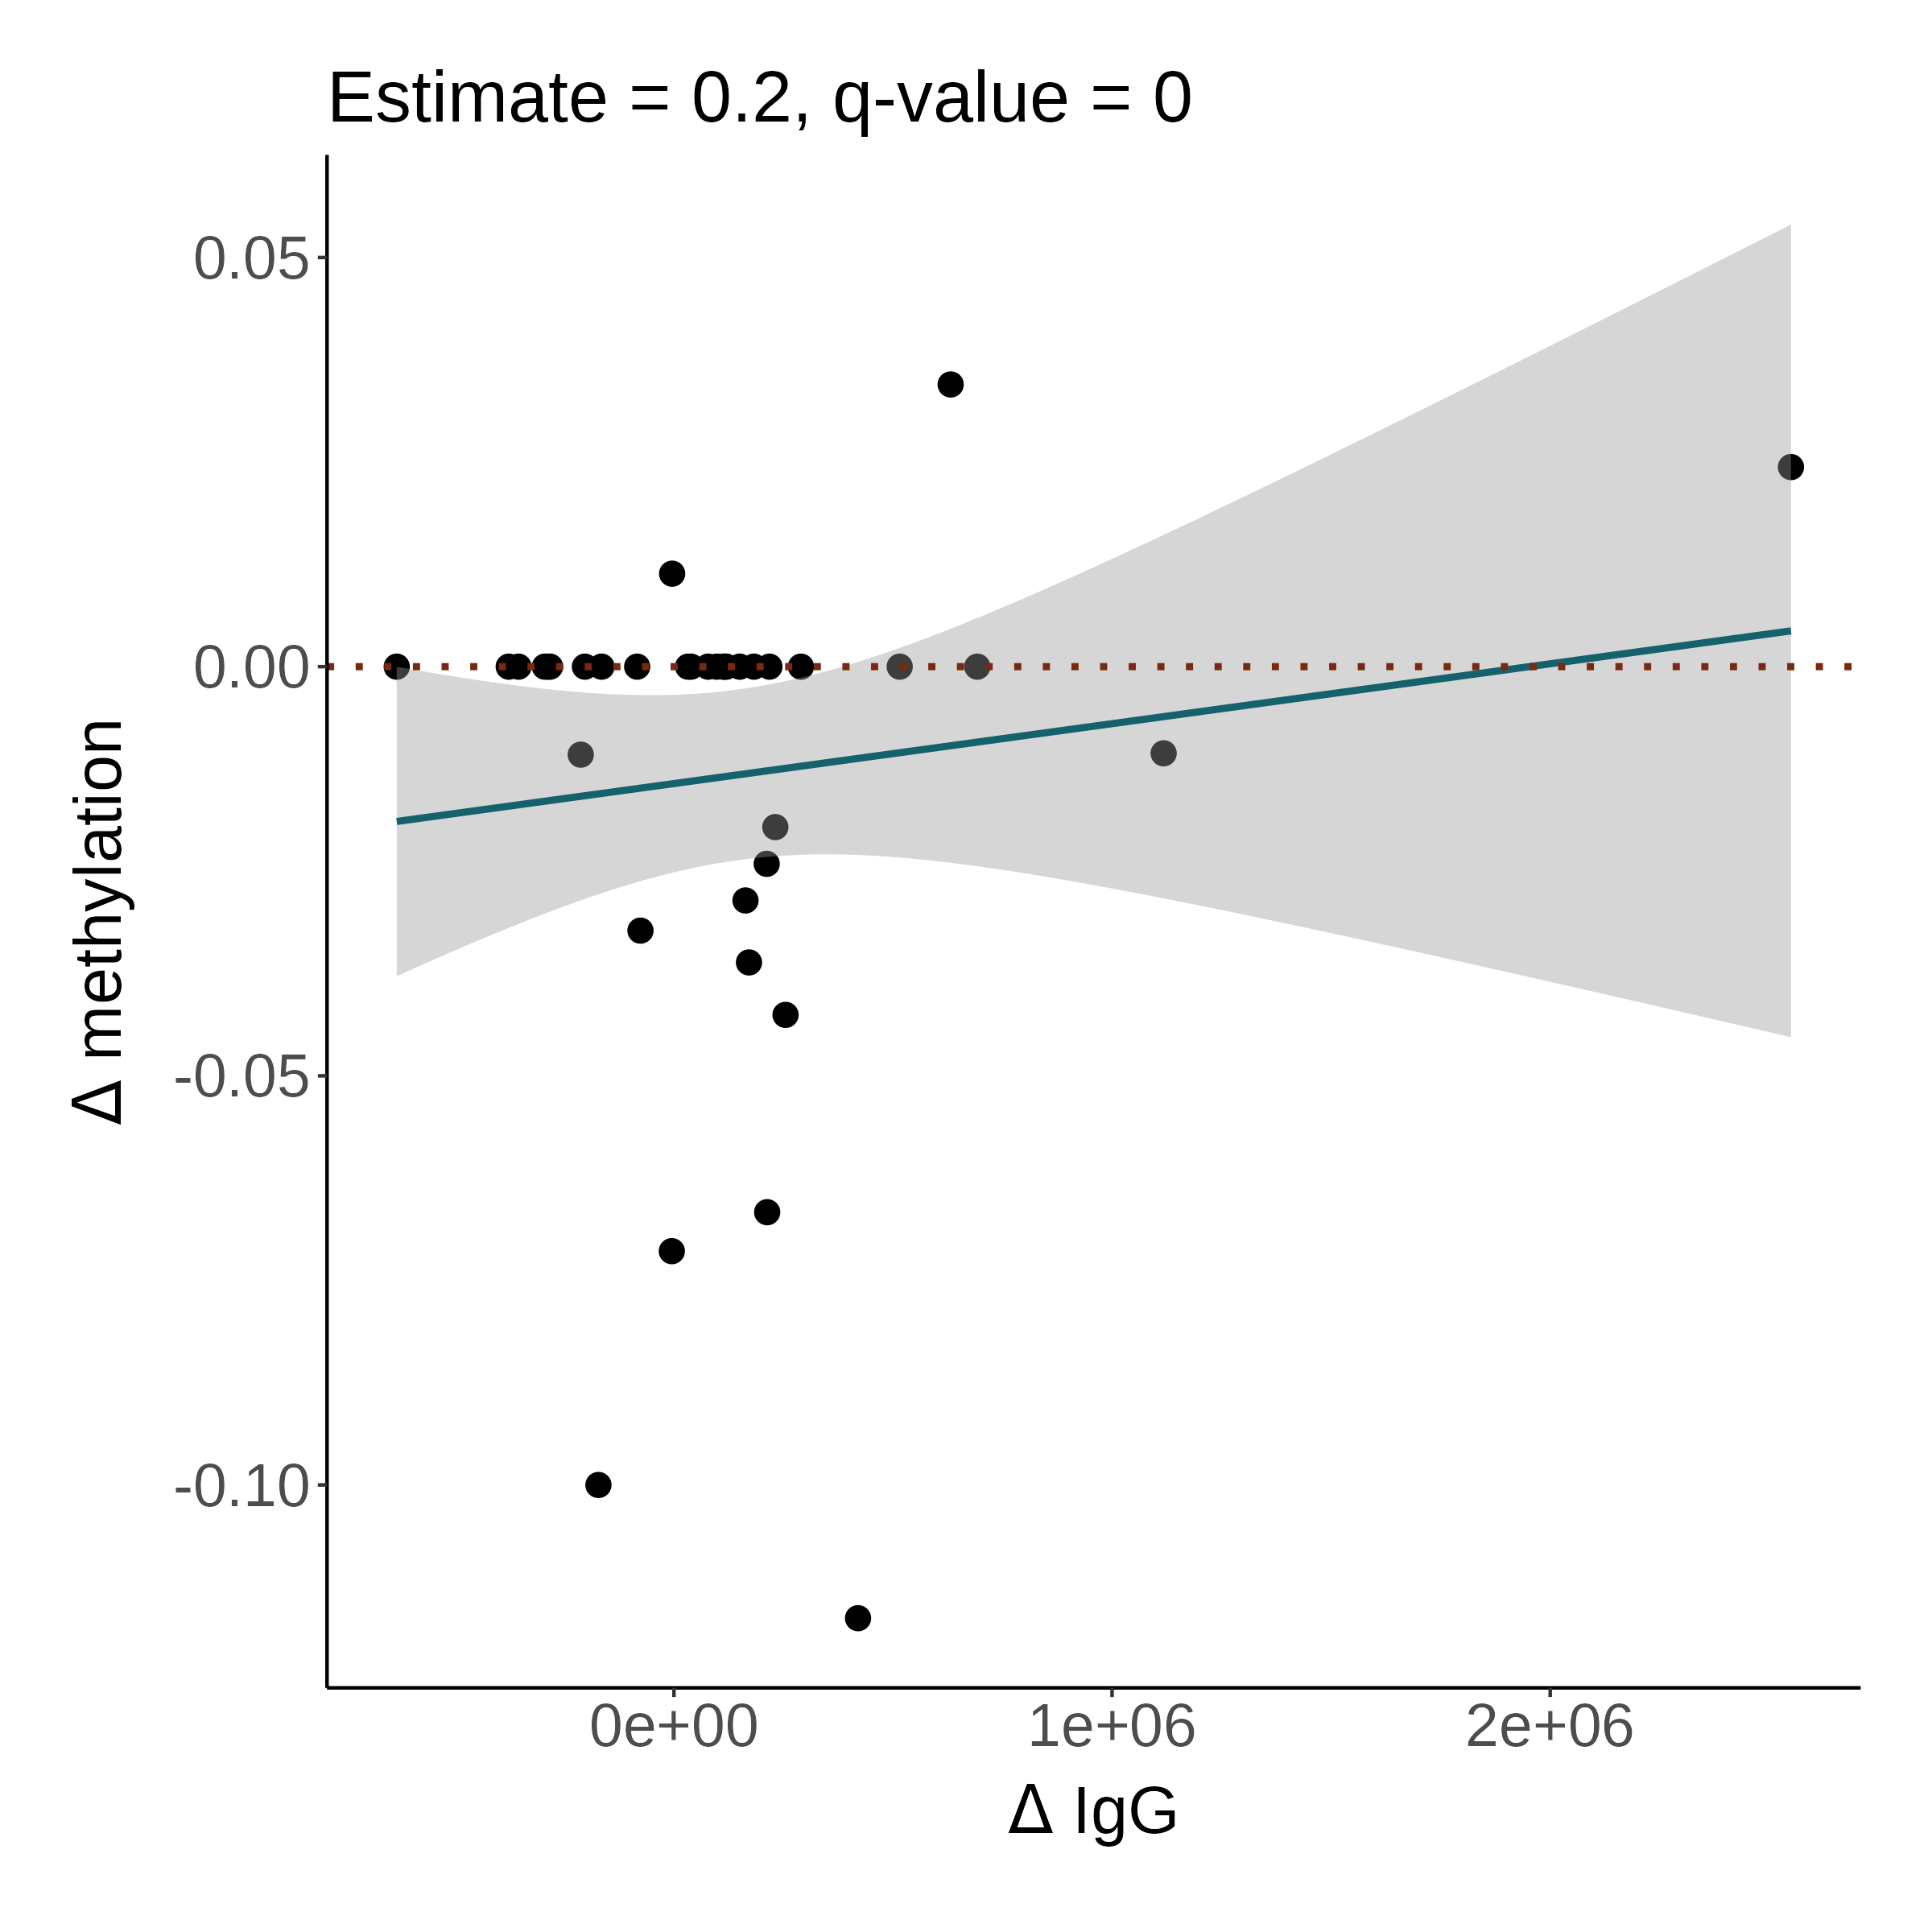 Estimate = 0.2, q-value = 0
0.05
0.00
-0.05
-0.10
Δ methylation
0e+00
1e+06
2e+06
Δ IgG